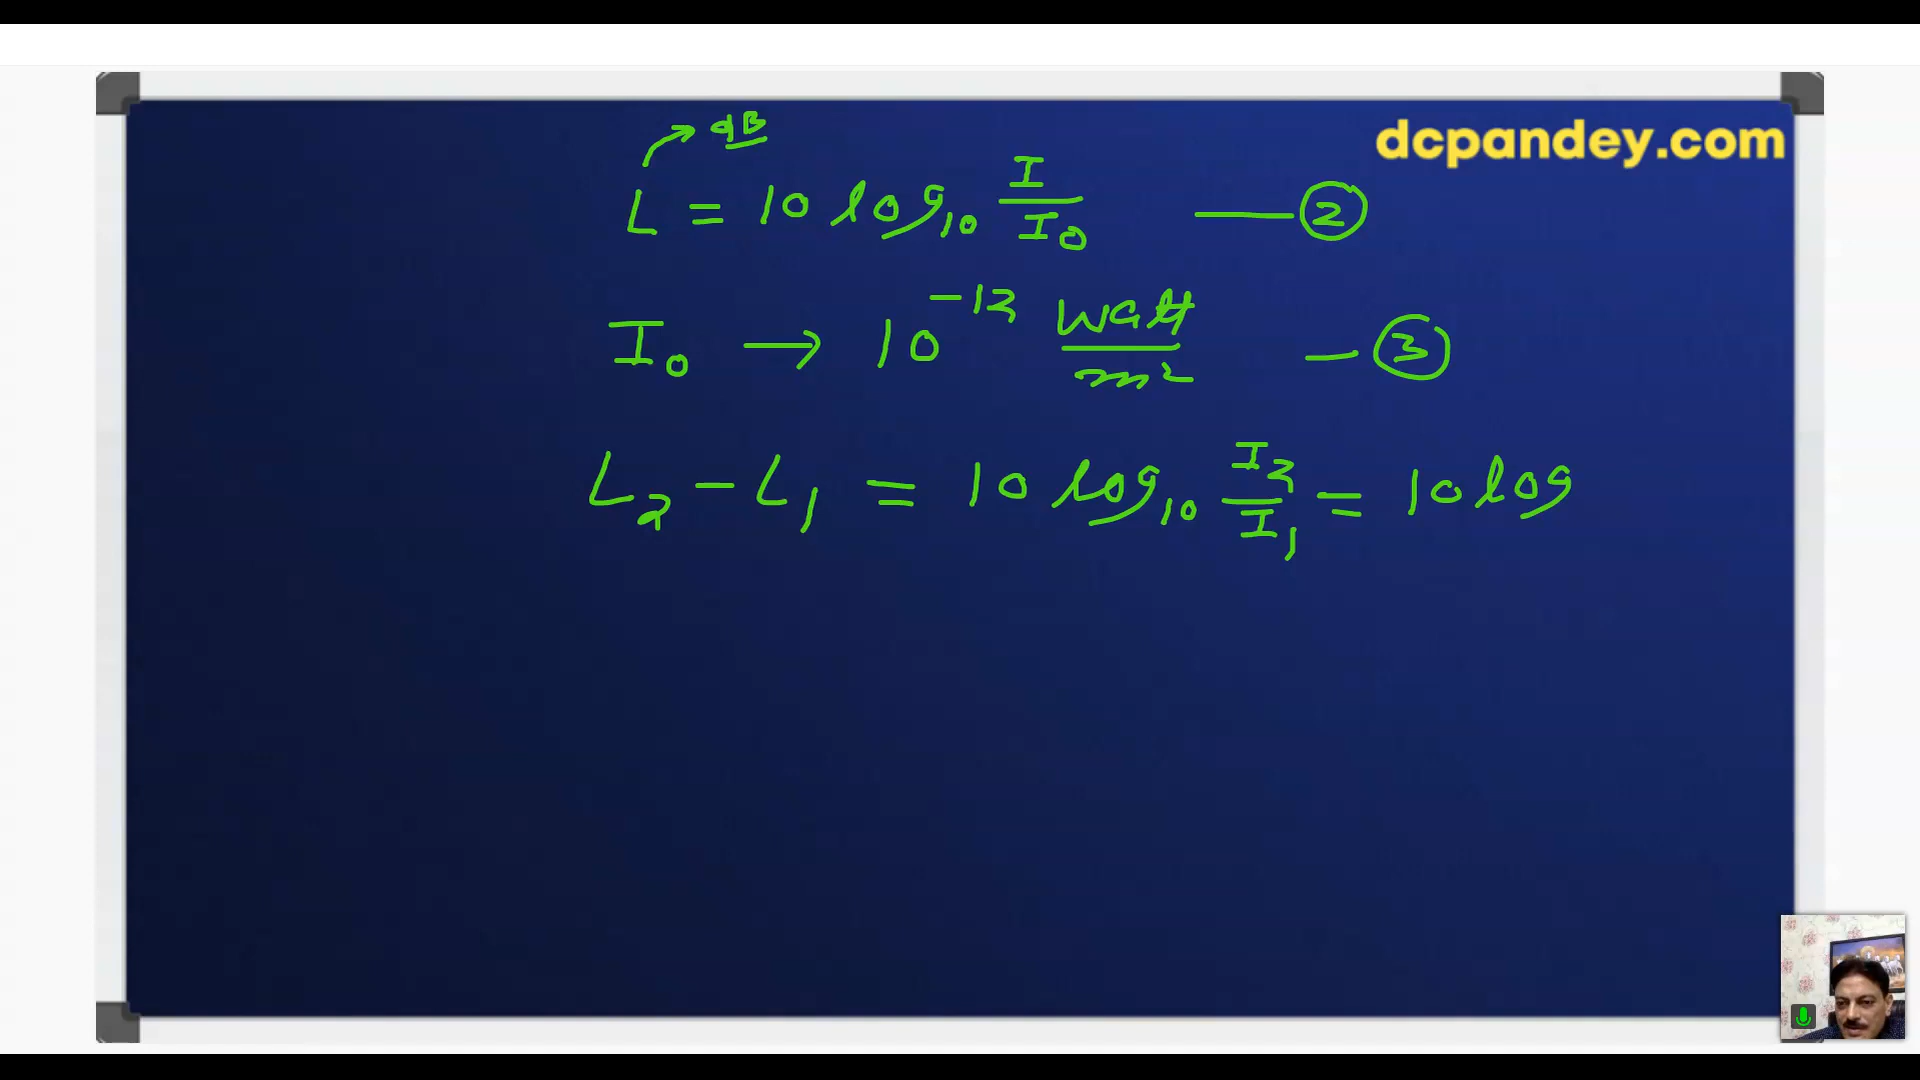 dcpandey.com
dB
L = 10 log₁₀ I/I₀ — ②
I₀ → 10⁻¹² watt/m² — ③
L₂ - L₁ = 10 log₁₀ I₂/I₁ = 10 log